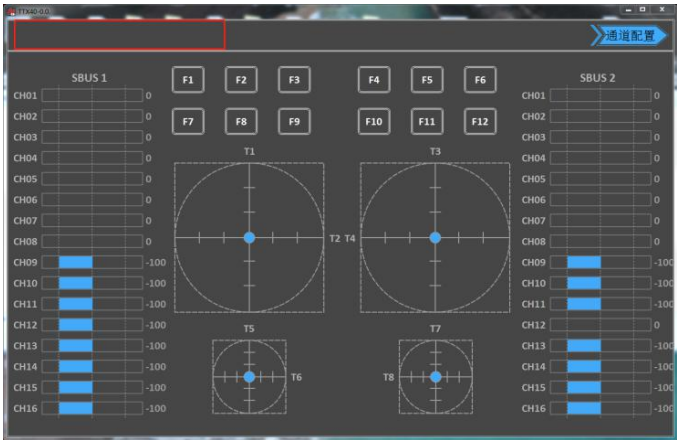 TTX40-0.0.
通道配置
SBUS 1
F1 F2 F3 F4 F5 F6
SBUS 2
F7 F8 F9 F10 F11 F12
CH01 0
CH02 0
CH03 0
CH04 0
CH05 0
CH06 0
CH07 0
CH08 0
CH09 -100
CH10 -100
CH11 -100
CH12 -100
CH13 -100
CH14 -100
CH15 -100
CH16 -100
T1
T3
T2 T4
T5
T7
T6
T8
CH01 0
CH02 0
CH03 0
CH04 0
CH05 0
CH06 0
CH07 0
CH08 0
CH09 -100
CH10 -100
CH11 -100
CH12 0
CH13 -100
CH14 -100
CH15 -100
CH16 -100